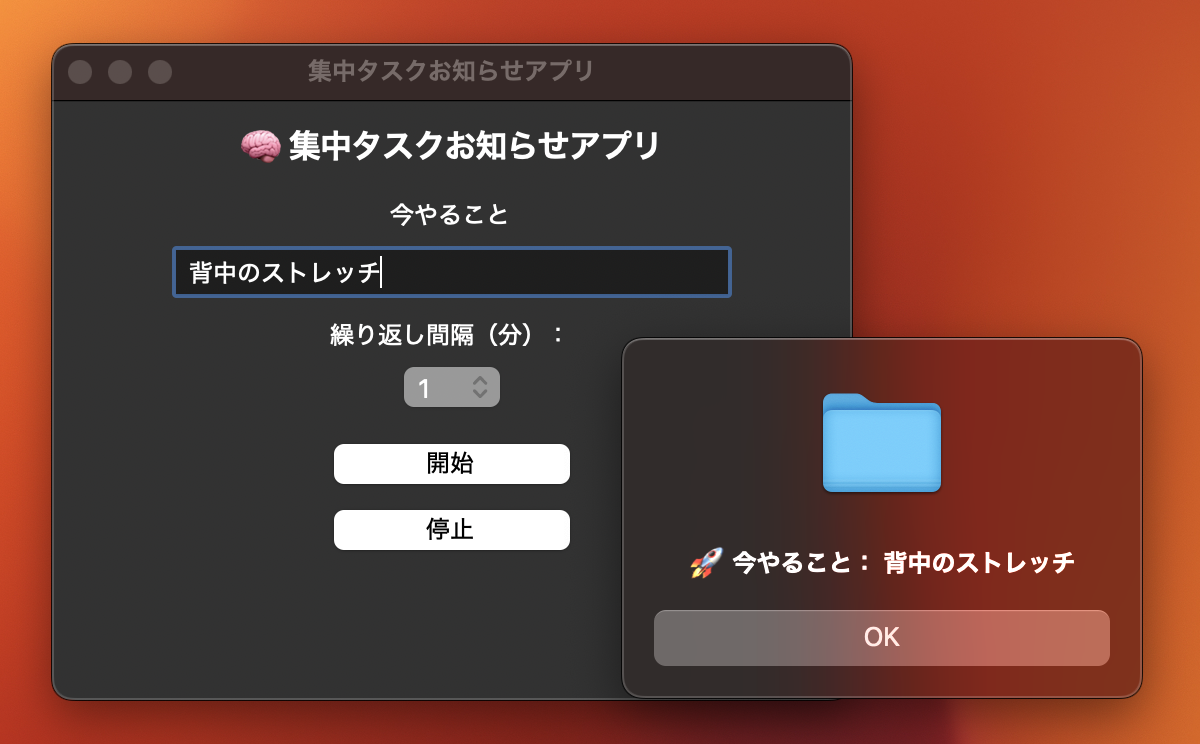 集中タスクお知らせアプリ
🧠 集中タスクお知らせアプリ
今やること
背中のストレッチ
繰り返し間隔（分）：
1
開始
停止
🚀 今やること： 背中のストレッチ
OK